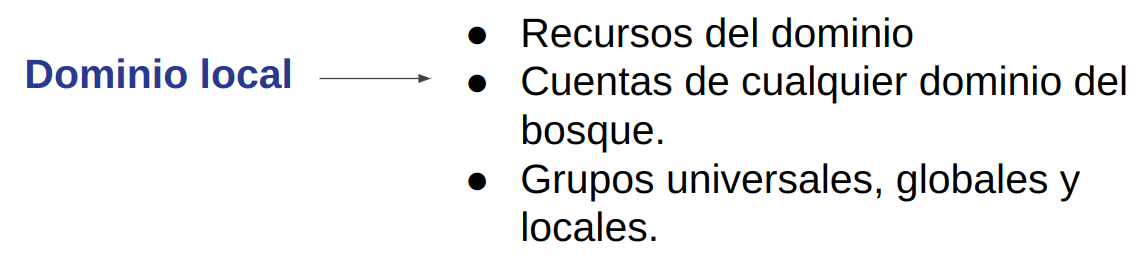 Dominio local
● Recursos del dominio
● Cuentas de cualquier dominio del
bosque.
● Grupos universales, globales y
locales.